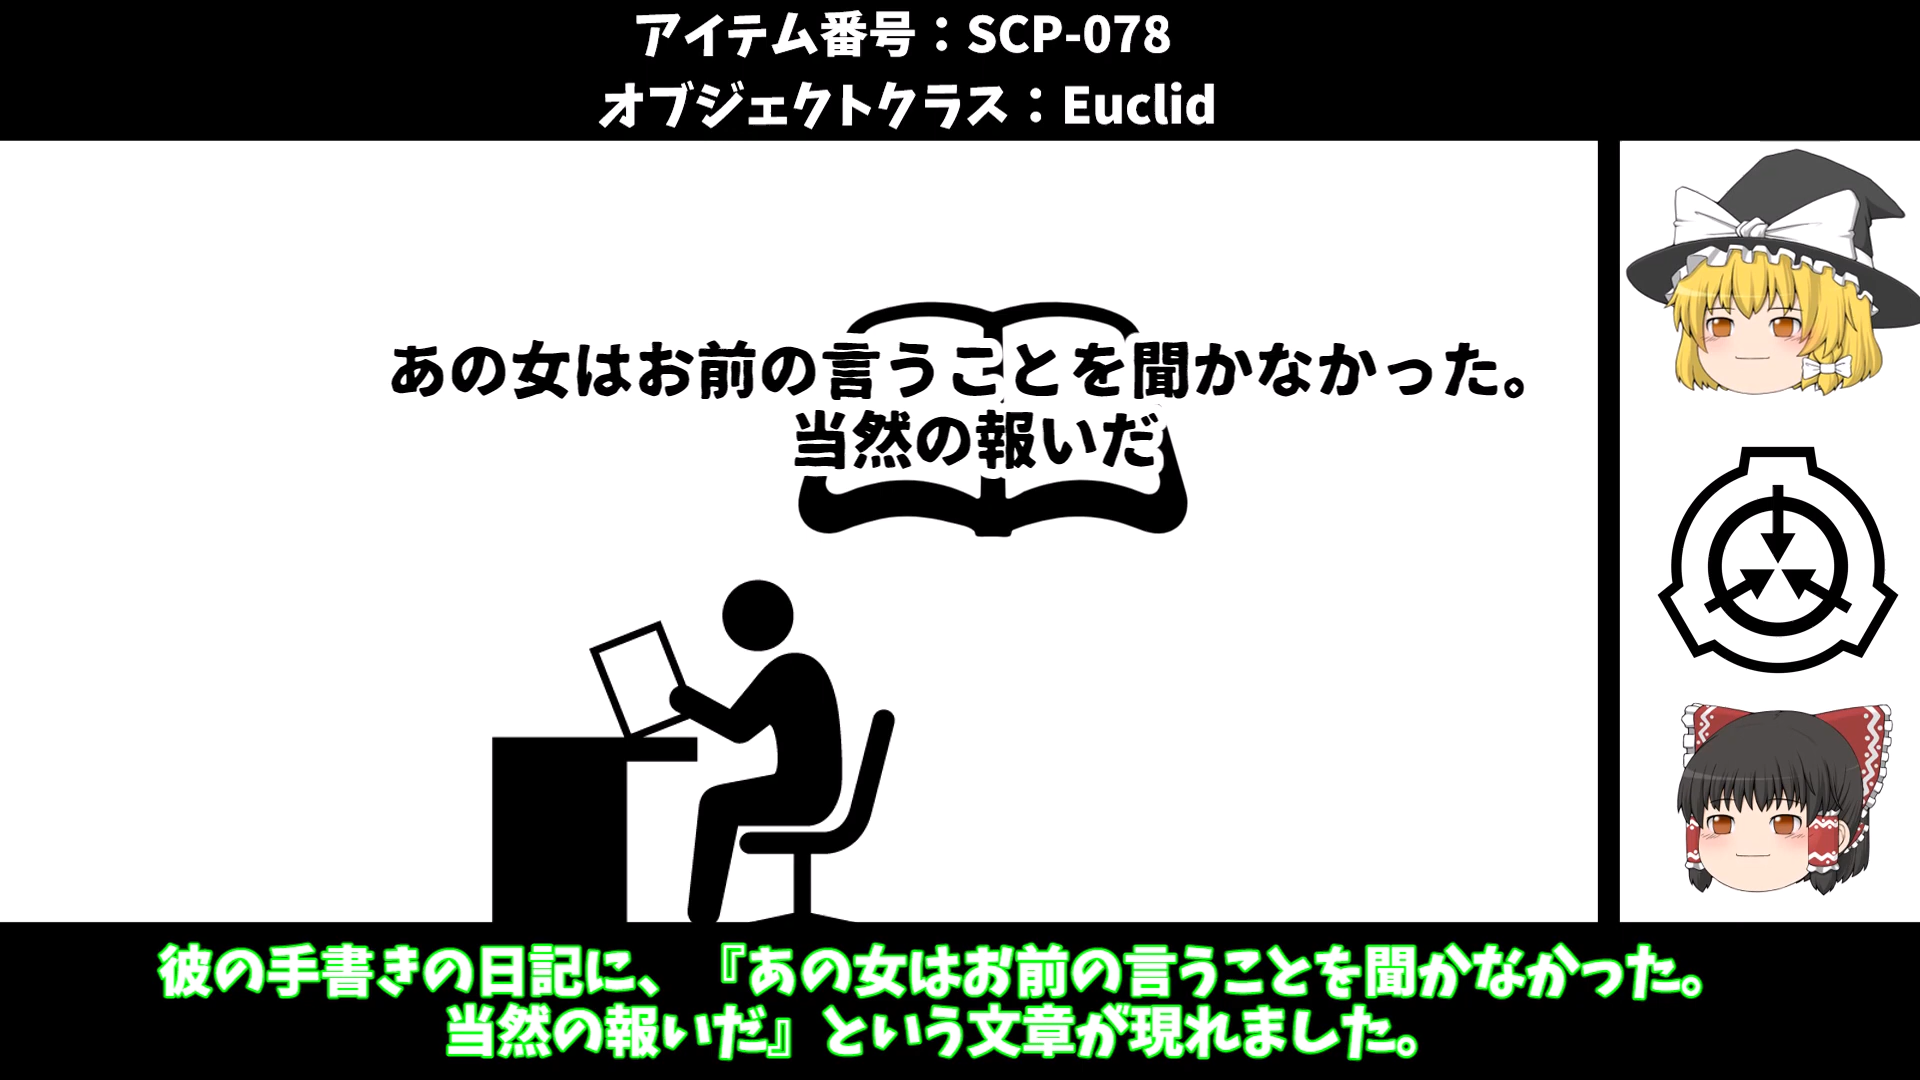 アイテム番号：SCP-078
オブジェクトクラス：Euclid
あの女はお前の言うことを聞かなかった。
当然の報いだ
彼の手書きの日記に、『あの女はお前の言うことを聞かなかった。
当然の報いだ』という文章が現れました。